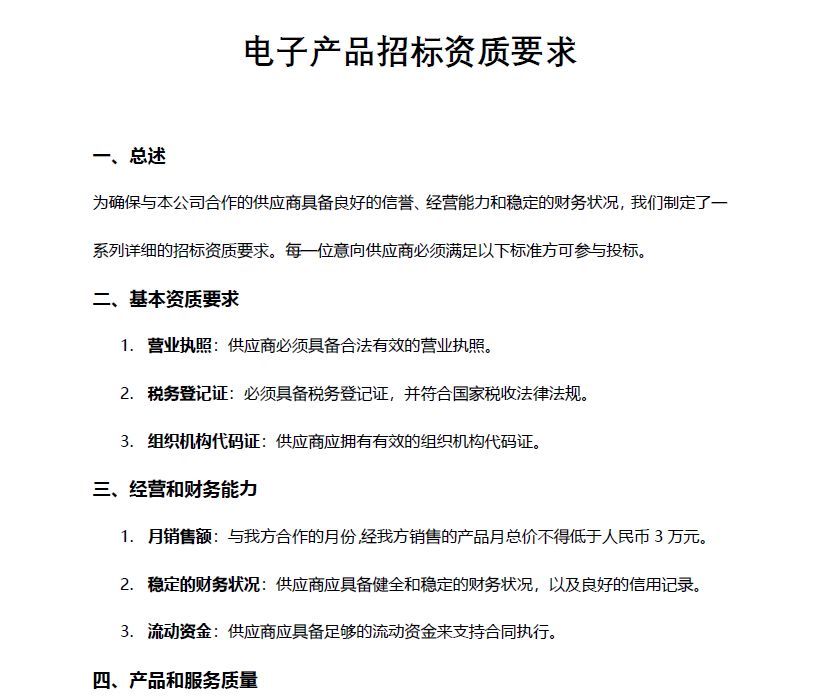 电子产品招标资质要求
一、总述
为确保与本公司合作的供应商具备良好的信誉、经营能力和稳定的财务状况，我们制定了一
系列详细的招标资质要求。每一位意向供应商必须满足以下标准方可参与投标。
二、基本资质要求
1. 营业执照：供应商必须具备合法有效的营业执照。
2. 税务登记证：必须具备税务登记证，并符合国家税收法律法规。
3. 组织机构代码证：供应商应拥有有效的组织机构代码证。
三、经营和财务能力
1. 月销售额：与我方合作的月份,经我方销售的产品月总价不得低于人民币 3 万元。
2. 稳定的财务状况：供应商应具备健全和稳定的财务状况，以及良好的信用记录。
3. 流动资金：供应商应具备足够的流动资金来支持合同执行。
四、产品和服务质量